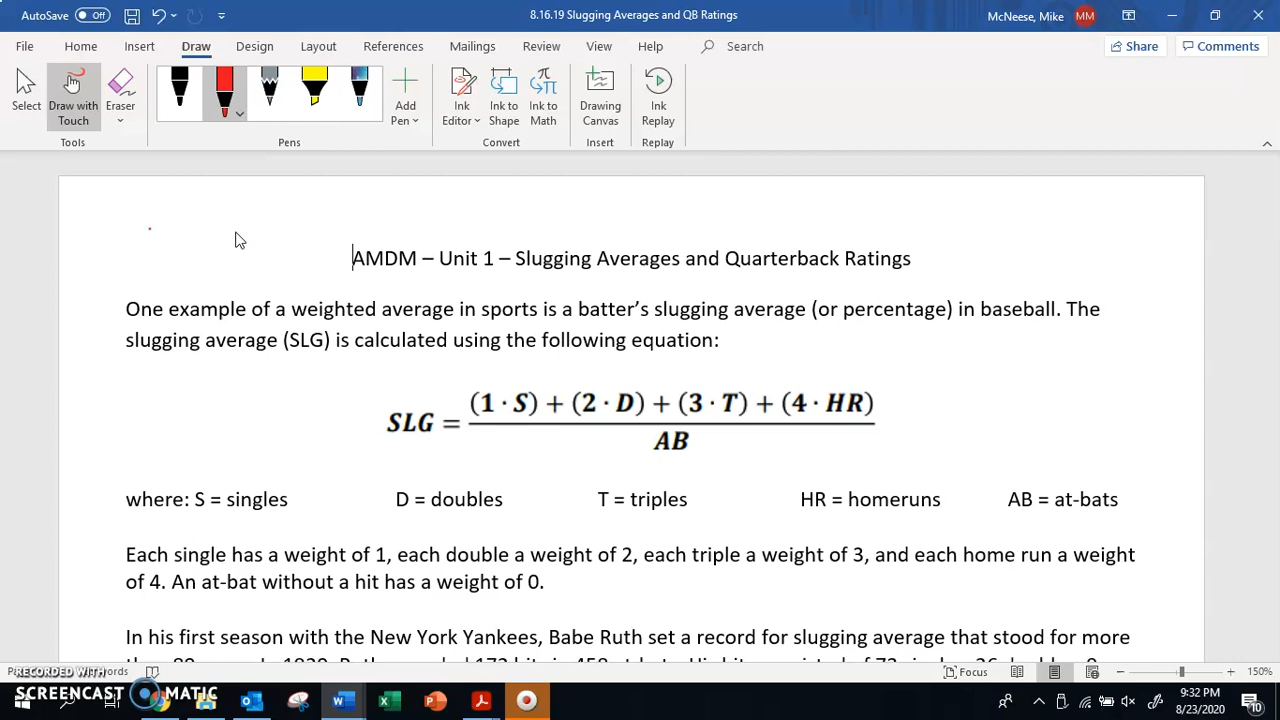 AutoSave Off 8.16.19 Slugging Averages and QB Ratings McNeese, Mike MM
File Home Insert Draw Design Layout References Mailings Review View Help Search Share Comments
Select Draw with Touch Eraser Add Pen Ink Editor Ink to Shape Ink to Math Drawing Canvas Ink Replay
Tools Pens Convert Insert Replay
AMDM – Unit 1 – Slugging Averages and Quarterback Ratings
One example of a weighted average in sports is a batter's slugging average (or percentage) in baseball. The
slugging average (SLG) is calculated using the following equation:
SLG = (1 · S) + (2 · D) + (3 · T) + (4 · HR)
AB
where: S = singles D = doubles T = triples HR = homeruns AB = at-bats
Each single has a weight of 1, each double a weight of 2, each triple a weight of 3, and each home run a weight
of 4. An at-bat without a hit has a weight of 0.
In his first season with the New York Yankees, Babe Ruth set a record for slugging average that stood for more
Focus 150%
RECORDED WITH
SCREENCAST MATIC
9:32 PM
8/23/2020
10